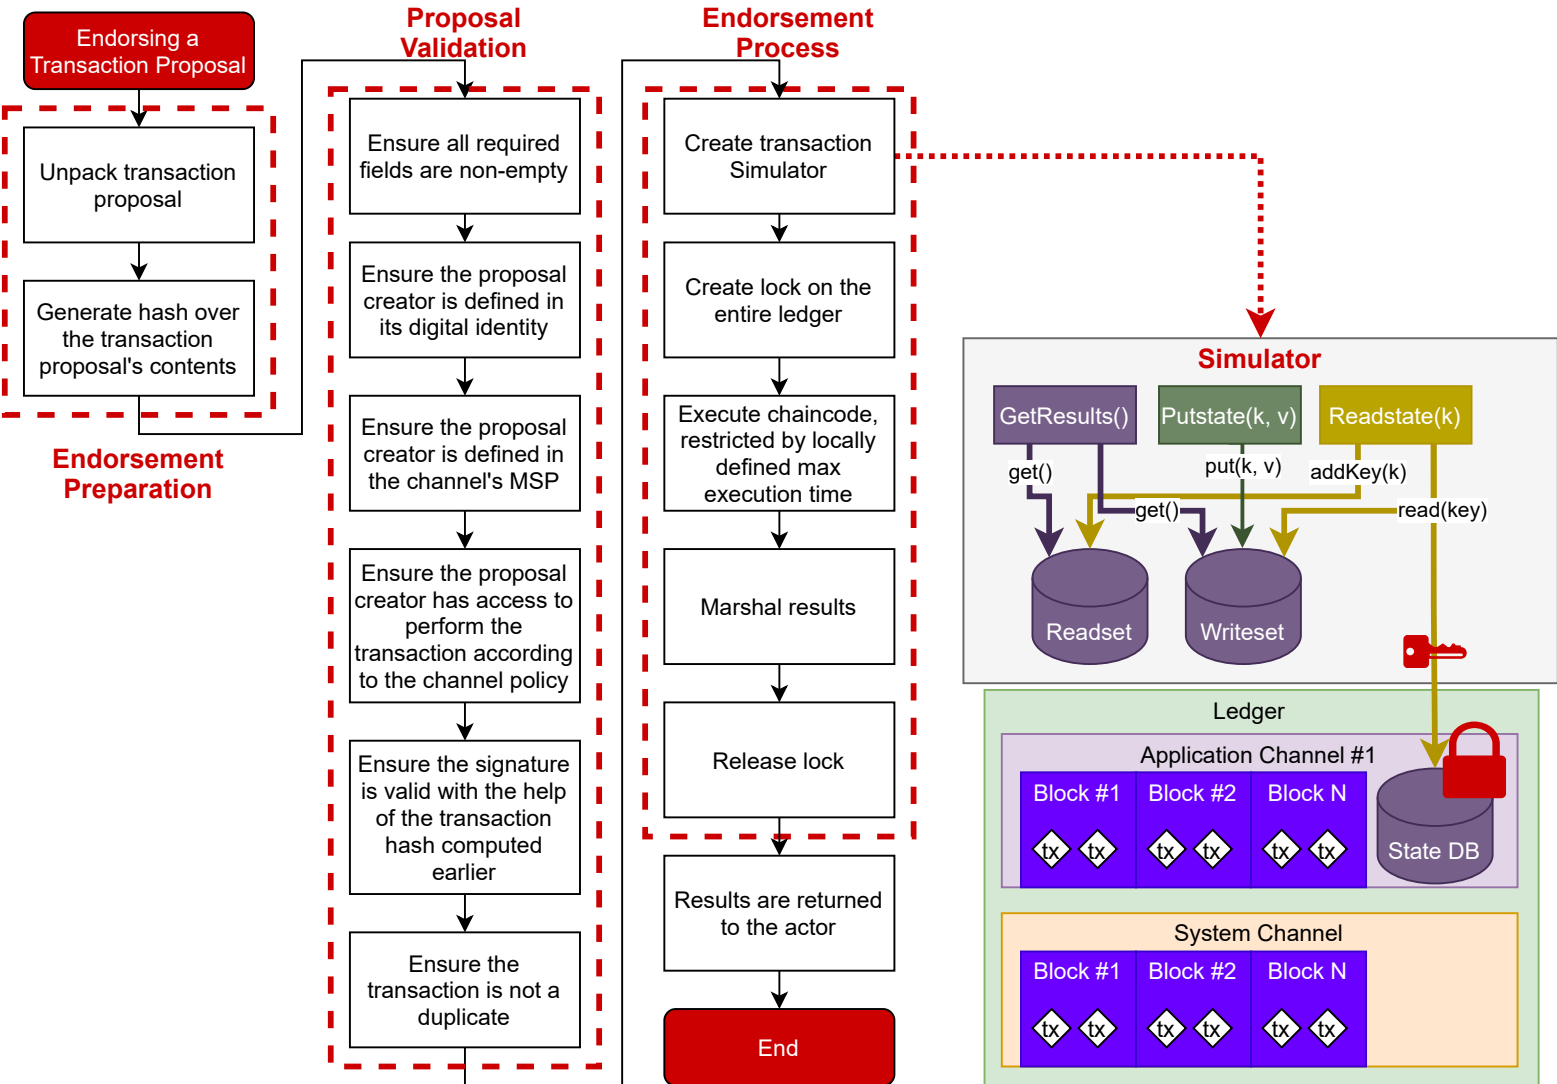 Endorsing a
Transaction Proposal
Unpack transaction
proposal
Generate hash over
the transaction
proposal's contents
Endorsement
Preparation
Proposal
Validation
Ensure all required
fields are non-empty
Ensure the proposal
creator is defined in
its digital identity
Ensure the proposal
creator is defined in
the channel's MSP
Ensure the proposal
creator has access to
perform the
transaction according
to the channel policy
Ensure the signature
is valid with the help
of the transaction
hash computed
earlier
Ensure the
transaction is not a
duplicate
Endorsement
Process
Create transaction
Simulator
Create lock on the
entire ledger
Execute chaincode,
restricted by locally
defined max
execution time
Marshal results
Release lock
Results are returned
to the actor
End
Simulator
GetResults()
Putstate(k, v)
Readstate(k)
get()
put(k, v)
addKey(k)
get()
read(key)
Readset
Writeset
Ledger
Application Channel #1
Block #1
Block #2
Block N
tx
tx
tx
tx
tx
tx
State DB
System Channel
Block #1
Block #2
Block N
tx
tx
tx
tx
tx
tx